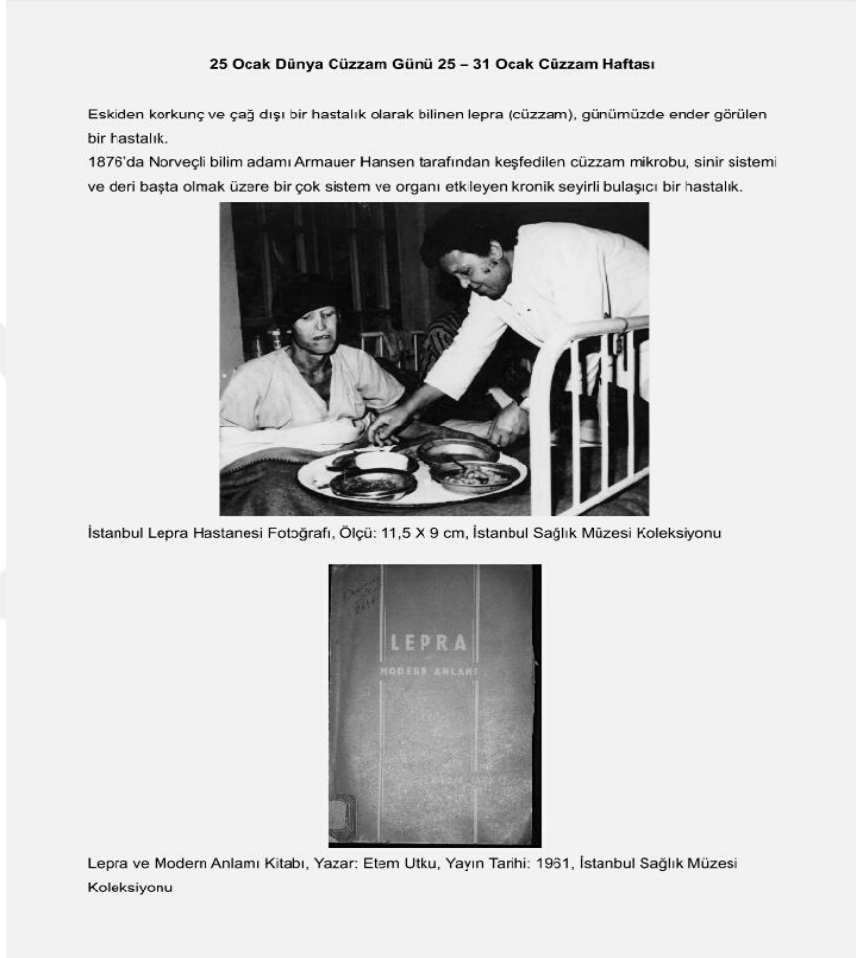 25 Ocak Dünya Cüzzam Günü 25 – 31 Ocak Cüzzam Haftası
Eskiden korkunç ve çağ dışı bir hastalık olarak bilinen lepra (cüzzam), günümüzde ender görülen
bir hastalık.
1876'da Norveçli bilim adamı Armauer Hansen tarafından keşfedilen cüzzam mikrobu, sinir sistemi
ve deri başta olmak üzere bir çok sistem ve organı etkileyen kronik seyirli bulaşıcı bir hastalık.
İstanbul Lepra Hastanesi Fotoğrafı, Ölçü: 11,5 X 9 cm, İstanbul Sağlık Müzesi Koleksiyonu
LEPRA
MODERN ANLAMI
Lepra ve Modern Anlamı Kitabı, Yazar: Etem Utku, Yayın Tarihi: 1961, İstanbul Sağlık Müzesi
Koleksiyonu